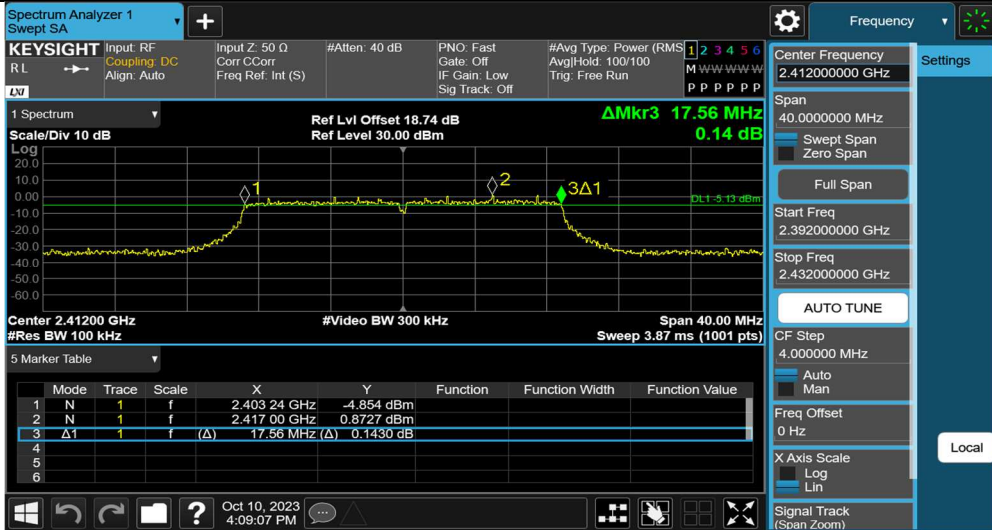 Spectrum Analyzer 1
Swept SA
KEYSIGHT
RL
LXI
Input: RF
Coupling: DC
Align: Auto
Input Z: 50 Ω
Corr CCorr
Freq Ref: Int (S)
#Atten: 40 dB
PNO: Fast
Gate: Off
IF Gain: Low
Sig Track: Off
#Avg Type: Power (RMS
Avg|Hold: 100/100
Trig: Free Run
1 2 3 4 5 6
M W W W W W
P P P P P P
1 Spectrum
Scale/Div 10 dB
Ref Lvl Offset 18.74 dB
Ref Level 30.00 dBm
ΔMkr3 17.56 MHz
0.14 dB
Log
20.0
10.0
0.00
-10.0
-20.0
-30.0
-40.0
-50.0
-60.0
1
2
3Δ1
DL1 -5.13 dBm
Center 2.41200 GHz
#Video BW 300 kHz
Span 40.00 MHz
#Res BW 100 kHz
Sweep 3.87 ms (1001 pts)
5 Marker Table
Mode Trace Scale X Y Function Function Width Function Value
1 N 1 f 2.403 24 GHz -4.854 dBm
2 N 1 f 2.417 00 GHz 0.8727 dBm
3 Δ1 1 f (Δ) 17.56 MHz (Δ) 0.1430 dB
4
5
6
?
Oct 10, 2023
4:09:07 PM
Frequency
Settings
Center Frequency
2.412000000 GHz
Span
40.0000000 MHz
Swept Span
Zero Span
Full Span
Start Freq
2.392000000 GHz
Stop Freq
2.432000000 GHz
AUTO TUNE
CF Step
4.000000 MHz
Auto
Man
Freq Offset
0 Hz
X Axis Scale
Log
Lin
Signal Track
(Span Zoom)
Local